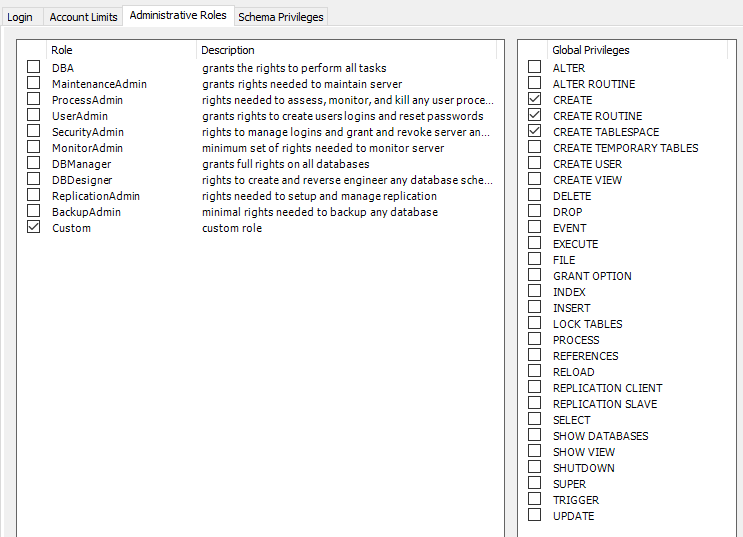 Login Account Limits Administrative Roles Schema Privileges
Role Description
DBA grants the rights to perform all tasks
MaintenanceAdmin grants rights needed to maintain server
ProcessAdmin rights needed to assess, monitor, and kill any user proce...
UserAdmin grants rights to create users logins and reset passwords
SecurityAdmin rights to manage logins and grant and revoke server an...
MonitorAdmin minimum set of rights needed to monitor server
DBManager grants full rights on all databases
DBDesigner rights to create and reverse engineer any database sche...
ReplicationAdmin rights needed to setup and manage replication
BackupAdmin minimal rights needed to backup any database
Custom custom role
Global Privileges
ALTER
ALTER ROUTINE
CREATE
CREATE ROUTINE
CREATE TABLESPACE
CREATE TEMPORARY TABLES
CREATE USER
CREATE VIEW
DELETE
DROP
EVENT
EXECUTE
FILE
GRANT OPTION
INDEX
INSERT
LOCK TABLES
PROCESS
REFERENCES
RELOAD
REPLICATION CLIENT
REPLICATION SLAVE
SELECT
SHOW DATABASES
SHOW VIEW
SHUTDOWN
SUPER
TRIGGER
UPDATE